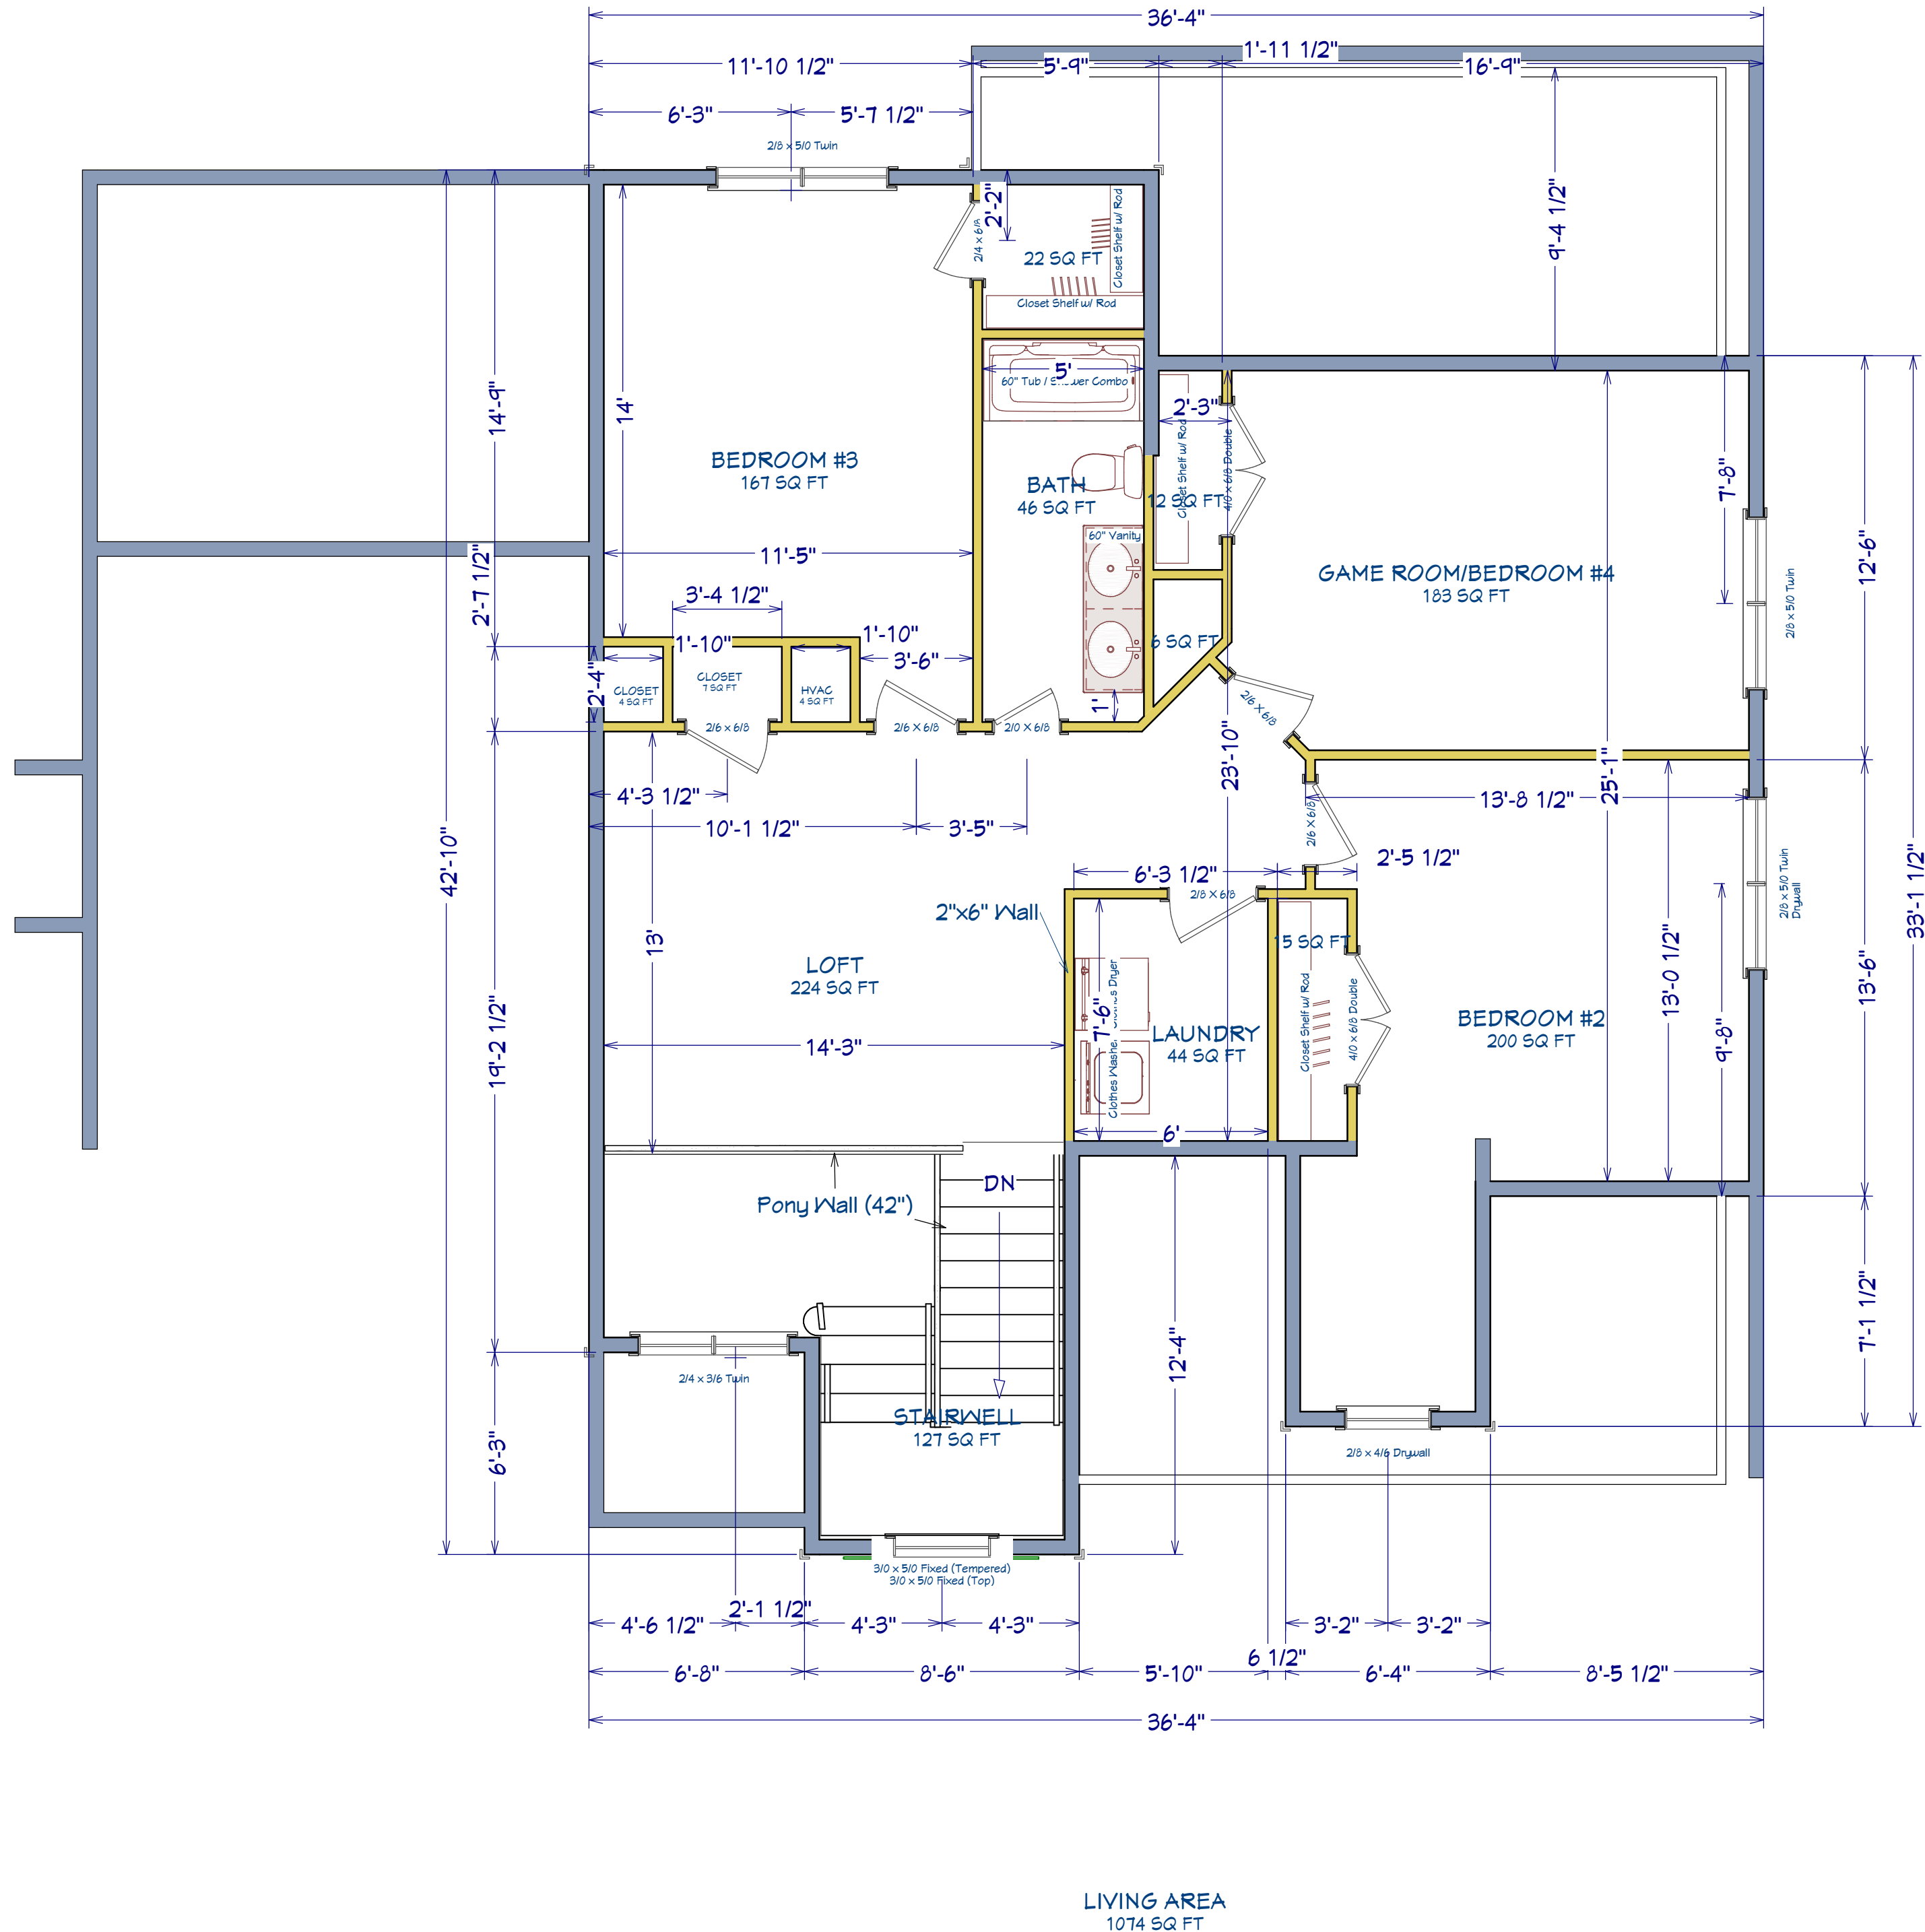 36'-4"
1'-11 1/2"
11'-10 1/2"
5'-9"
16'-9"
6'-3"
5'-7 1/2"
2/8 x 5/0 Twin
2'-2"
2/4 x 6/8
Closet Shelf w/ Rod
22 SQ FT
Closet Shelf w/ Rod
9'-4 1/2"
5'
60" Tub / Shower Combo
14'-9"
14'
2'-3"
Closet Shelf w/ Rod
4/0 x 6/8 Double
BEDROOM #3
167 SQ FT
BATH
46 SQ FT
12 SQ FT
7'-8"
60" Vanity
11'-5"
12'-6"
GAME ROOM/BEDROOM #4
183 SQ FT
2/8 x 5/0 Twin
2'-7 1/2"
3'-4 1/2"
1'-10"
1'-10"
3'-6"
6 SQ FT
2'-4"
CLOSET
4 SQ FT
CLOSET
7 SQ FT
HVAC
4 SQ FT
1'
2/6 x 6/8
2/6 X 6/8
2/0 X 6/8
2/6 X 6/8
23'-10"
25'-1"
4'-3 1/2"
10'-1 1/2"
3'-5"
13'-8 1/2"
2/6 X 6/8
42'-10"
2'-5 1/2"
6'-3 1/2"
2/8 X 6/8
2/8 x 5/0 Twin
Drywall
33'-1 1/2"
2"x6" Wall
13'
15 SQ FT
LOFT
224 SQ FT
Clothes Dryer
7'-6"
Clothes Washer
Closet Shelf w/ Rod
4/0 x 6/8 Double
13'-0 1/2"
13'-6"
19'-2 1/2"
14'-3"
LAUNDRY
44 SQ FT
BEDROOM #2
200 SQ FT
9'-8"
6'
DN
Pony Wall (42")
12'-4"
7'-1 1/2"
2/4 x 3/6 Twin
STAIRWELL
127 SQ FT
6'-3"
2/8 x 4/6 Drywall
3/0 x 5/0 Fixed (Tempered)
3/0 x 5/0 Fixed (Top)
4'-6 1/2"
2'-1 1/2"
4'-3"
4'-3"
3'-2"
3'-2"
6'-8"
8'-6"
5'-10"
6 1/2"
6'-4"
8'-5 1/2"
36'-4"
LIVING AREA
1074 SQ FT